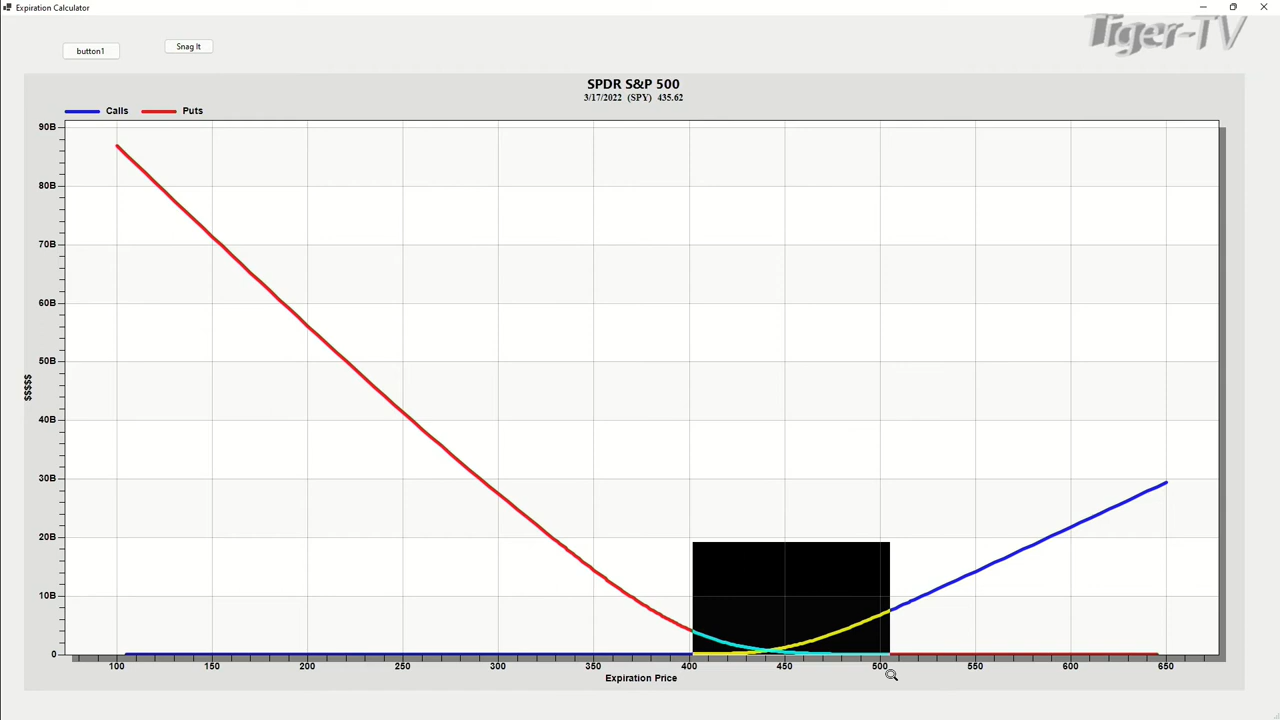 Expiration Calculator
Tiger-TV
button1
Snag It
SPDR S&P 500
3/17/2022 (SPY) 435.62
Calls
Puts
90B
80B
70B
60B
50B
40B
30B
20B
10B
0
$$$$$
100 150 200 250 300 350 400 450 500 550 600 650
Expiration Price